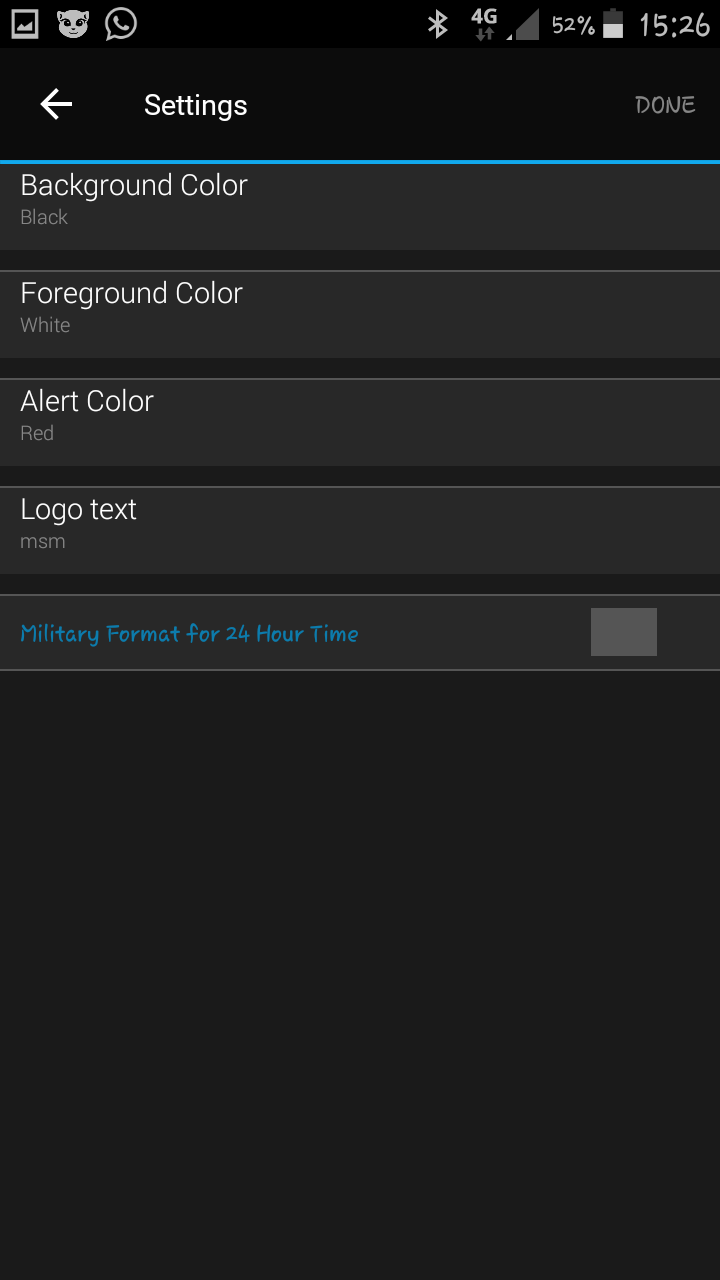 4G 52% 15:26
Settings DONE
Background Color
Black
Foreground Color
White
Alert Color
Red
Logo text
msm
Military Format for 24 Hour Time